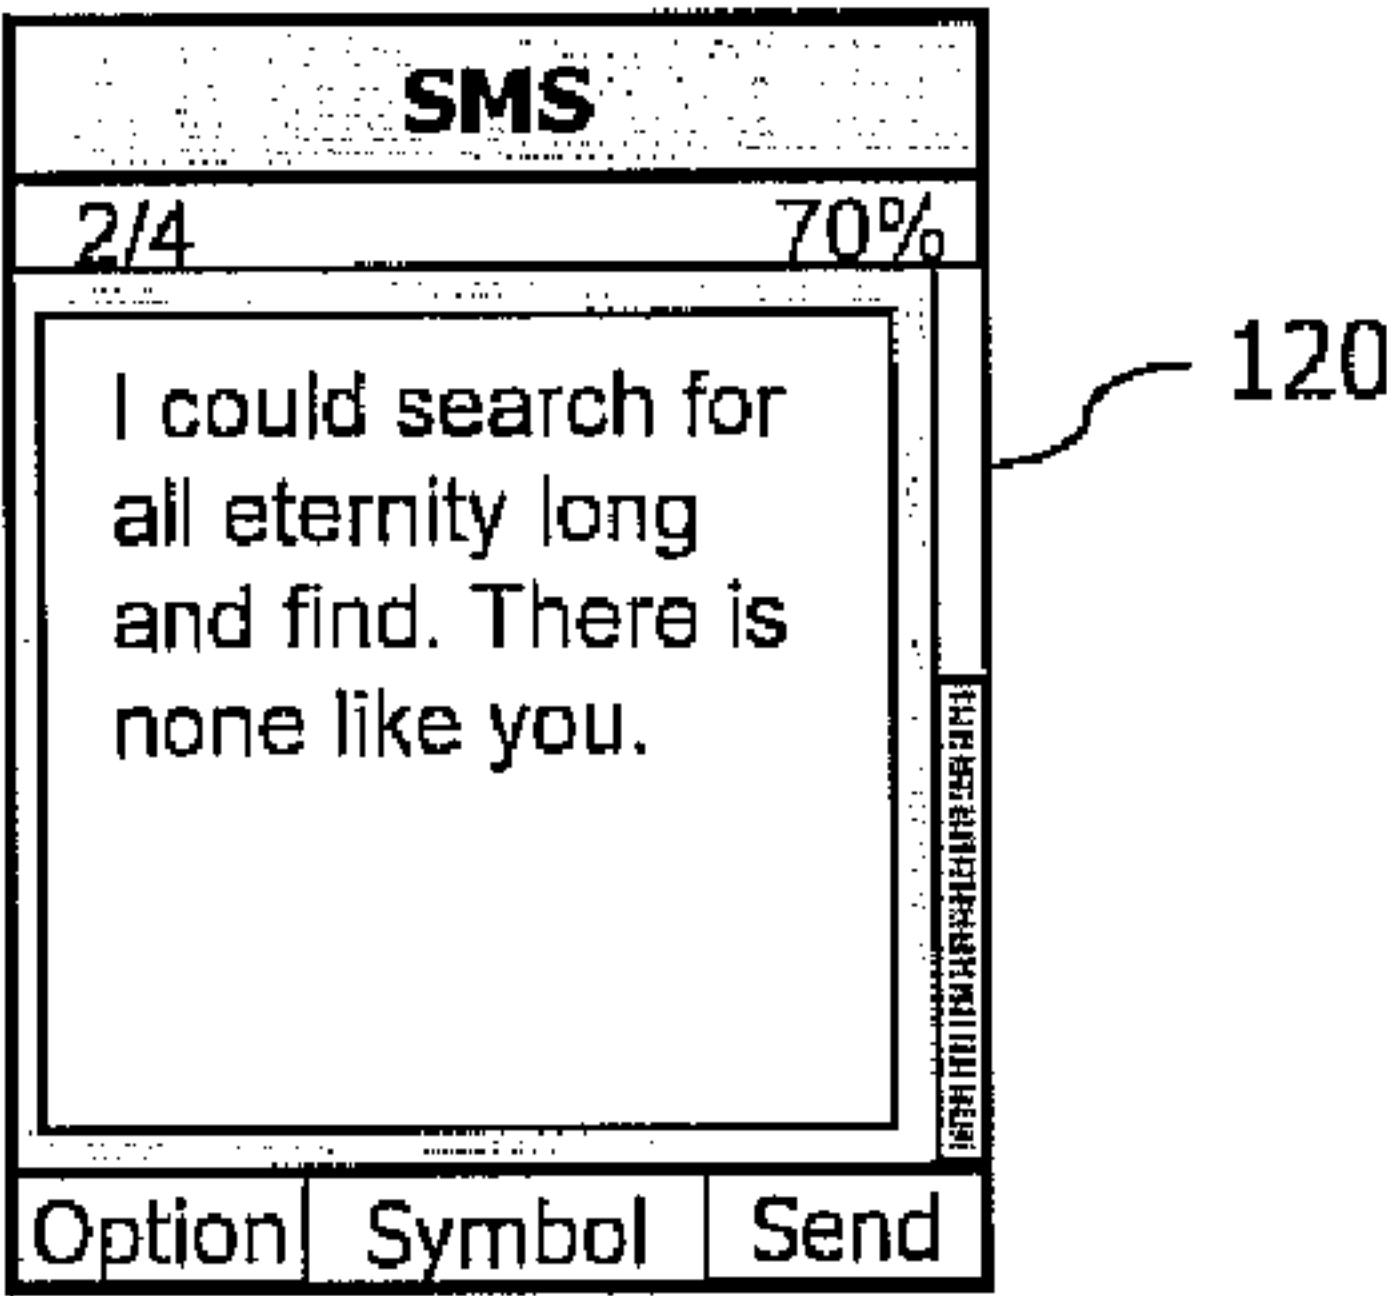 SMS
2/4 70%
120
I could search for
all eternity long
and find. There is
none like you.
Option Symbol Send